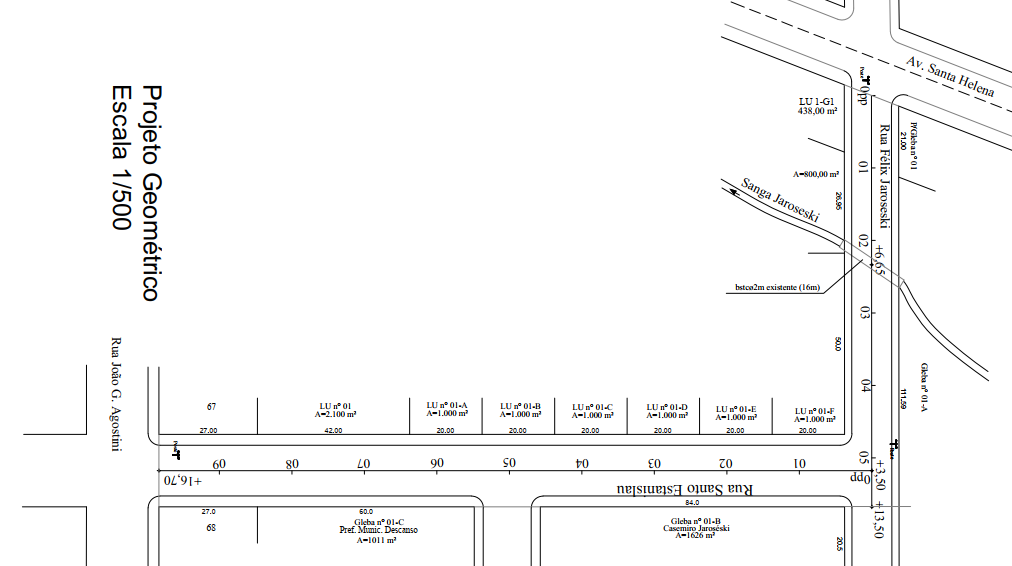 Projeto Geométrico
Escala 1/500
Av. Santa Helena
0pp
LU 1-G1
438,00 m²
P/Gleba nº 01
21.00
Rua Félix Jaroseski
01
A=800,00 m²
26.95
Sanga Jaroseski
02
+6,65
bstcø2m existente (16m)
03
50.0
04
Gleba nº 01-A
111.59
Rua João G. Agostini
67
27.00
LU nº 01
A=2.100 m²
42.00
LU nº 01-A
A=1.000 m²
20.00
LU nº 01-B
A=1.000 m²
20.00
LU nº 01-C
A=1.000 m²
20.00
LU nº 01-D
A=1.000 m²
20.00
LU nº 01-E
A=1.000 m²
20.00
LU nº 01-F
A=1.000 m²
20.00
05
+3,50
+13,50
0pp
01
02
03
04
05
06
07
08
09
+16,70
Rua Santo Estanislau
27.0
68
60.0
Gleba nº 01-C
Pref. Munic. Descanso
A=1011 m²
84.0
Gleba nº 01-B
Casemiro Jaroséski
A=1626 m²
20.5